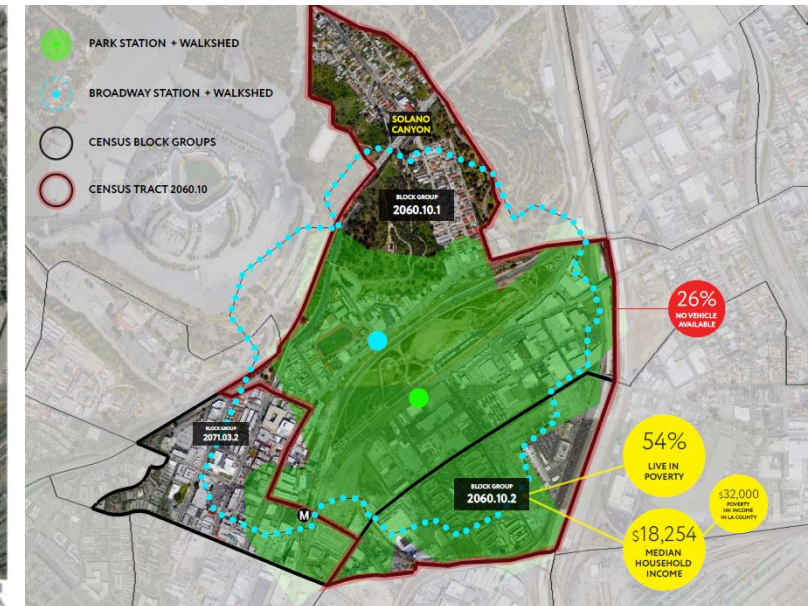 PARK STATION + WALKSHED
BROADWAY STATION + WALKSHED
CENSUS BLOCK GROUPS
CENSUS TRACT 2060.10
SOLANO
CANYON
BLOCK GROUP
2060.10.1
26%
NO VEHICLE
AVAILABLE
BLOCK GROUP
2071.03.2
54%
LIVE IN
POVERTY
BLOCK GROUP
2060.10.2
M
$32,000
POVERTY
HH INCOME
IN LA COUNTY
$18,254
MEDIAN
HOUSEHOLD
INCOME